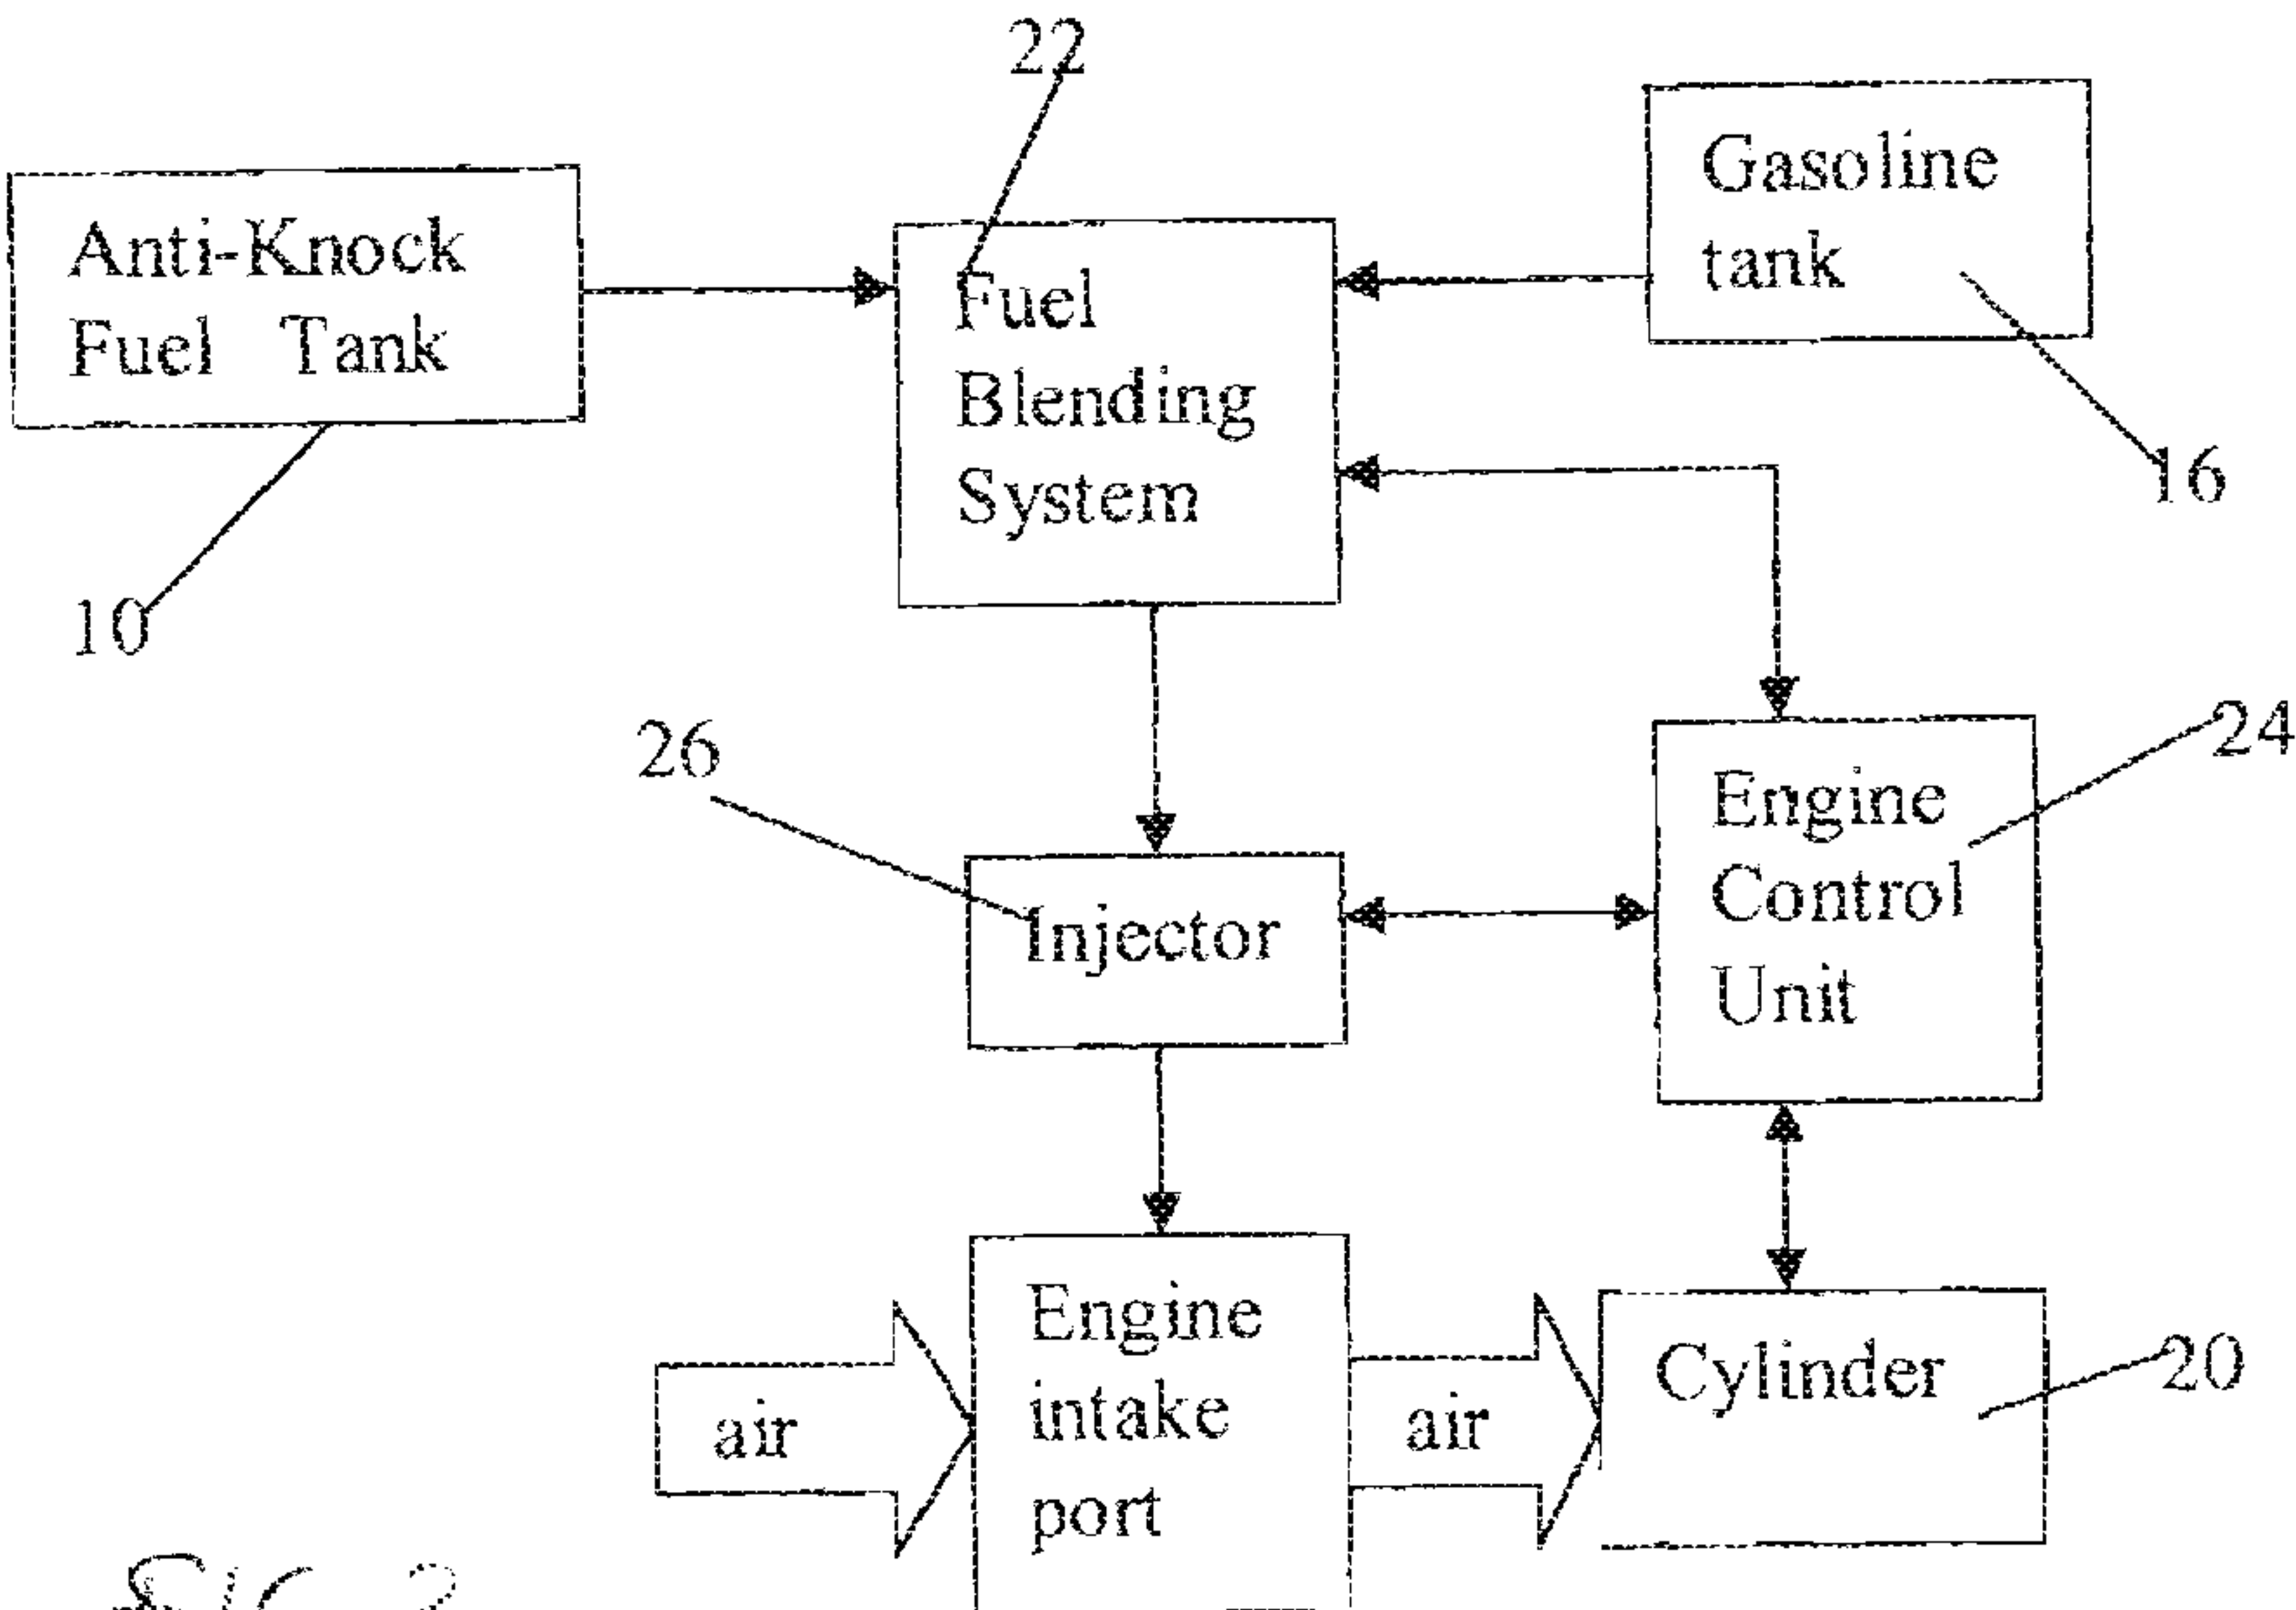 22
Gasoline
tank
Anti-Knock
Fuel Tank
Fuel
Blending
System
16
10
26
24
Engine
Control
Unit
Injector
Engine
intake
port
air
air
Cylinder
20